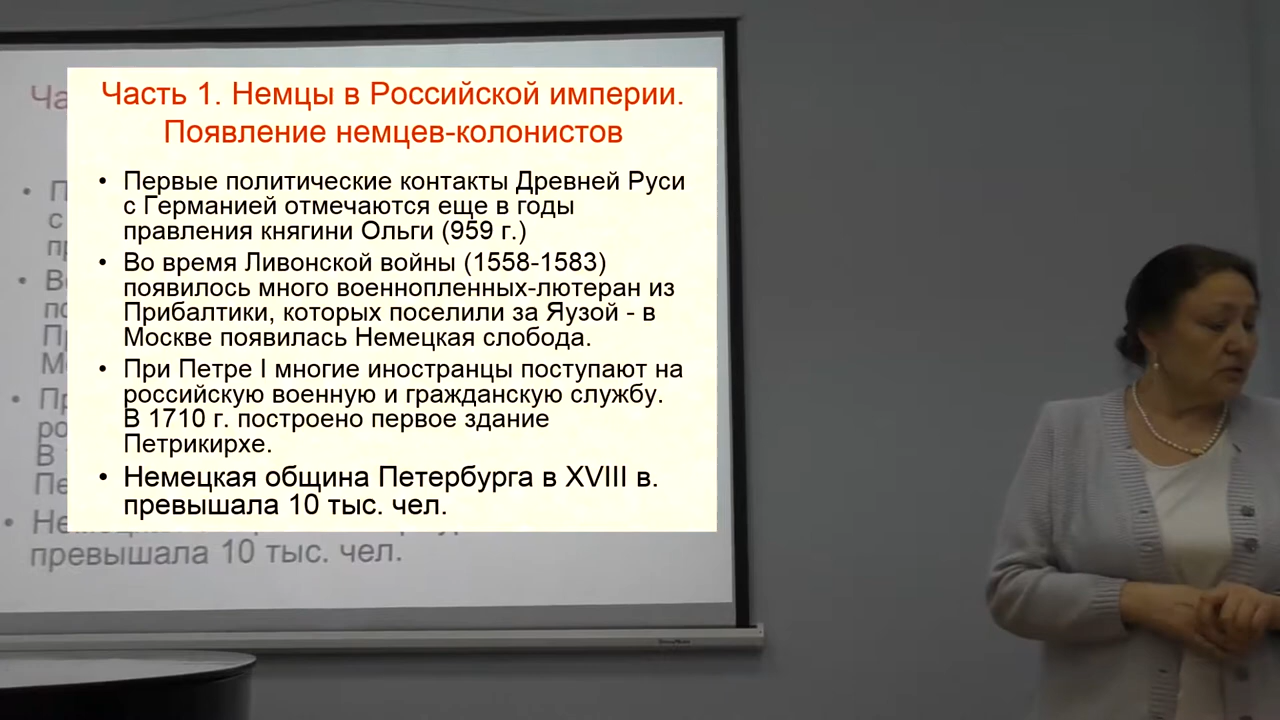 Часть 1. Немцы в Российской империи.
Появление немцев-колонистов
• Первые политические контакты Древней Руси
с Германией отмечаются еще в годы
правления княгини Ольги (959 г.)
• Во время Ливонской войны (1558-1583)
появилось много военнопленных-лютеран из
Прибалтики, которых поселили за Яузой - в
Москве появилась Немецкая слобода.
• При Петре I многие иностранцы поступают на
российскую военную и гражданскую службу.
В 1710 г. построено первое здание
Петрикирхе.
• Немецкая община Петербурга в XVIII в.
превышала 10 тыс. чел.
превышала 10 тыс. чел.